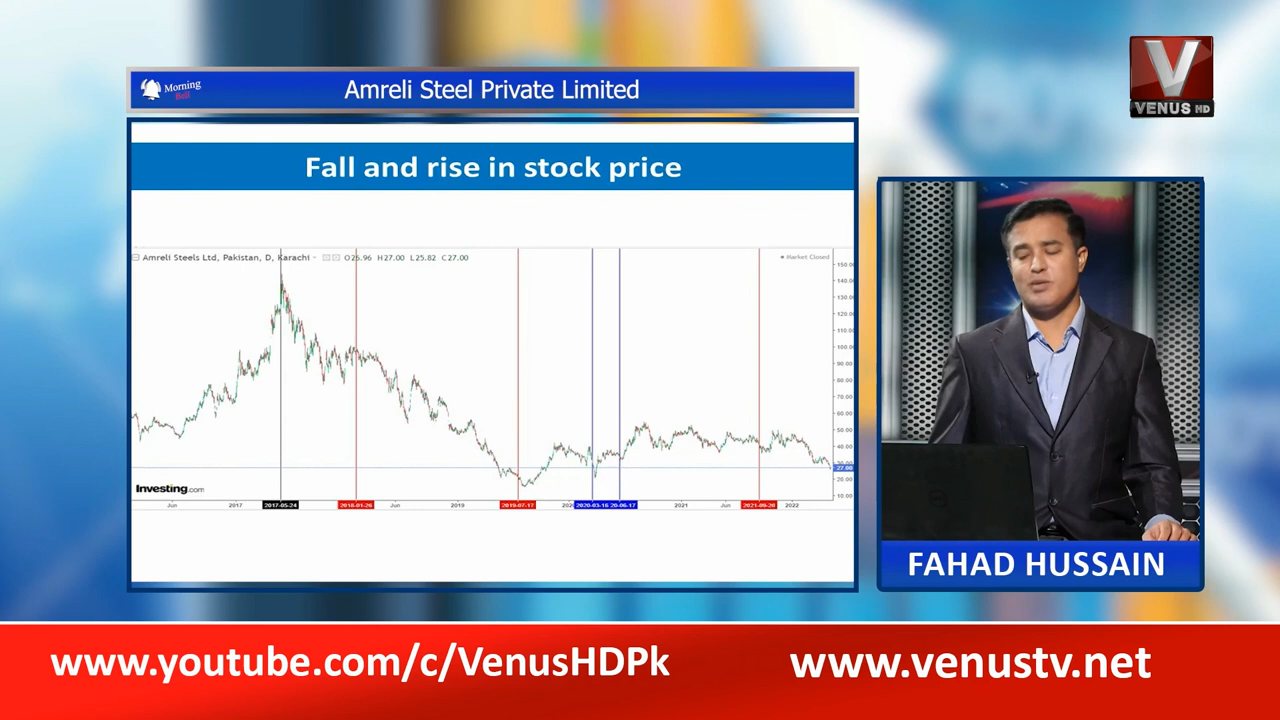 Morning
Bell
Amreli Steel Private Limited
V
VENUS HD
Fall and rise in stock price
Amreli Steels Ltd, Pakistan, D, Karachi
O26.96 H27.00 L25.82 C27.00
Market Closed
150.00
140.00
130.00
120.00
110.00
100.00
90.00
80.00
70.00
60.00
50.00
40.00
30.00
27.00
20.00
10.00
Investing.com
Jun 2017 2017-05-24 2018-01-26 Jun 2019 2019-07-17 2020-03-16 20-06-17 2021 Jun 2021-09-20 2022
FAHAD HUSSAIN
www.youtube.com/c/VenusHDPk
www.venustv.net